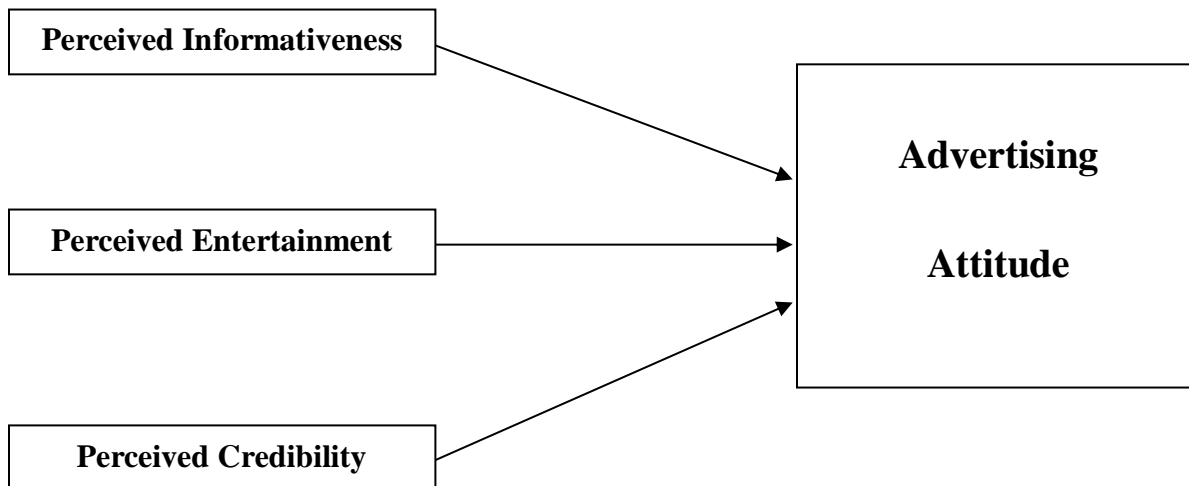 Perceived Informativeness
Perceived Entertainment
Perceived Credibility
Advertising
Attitude